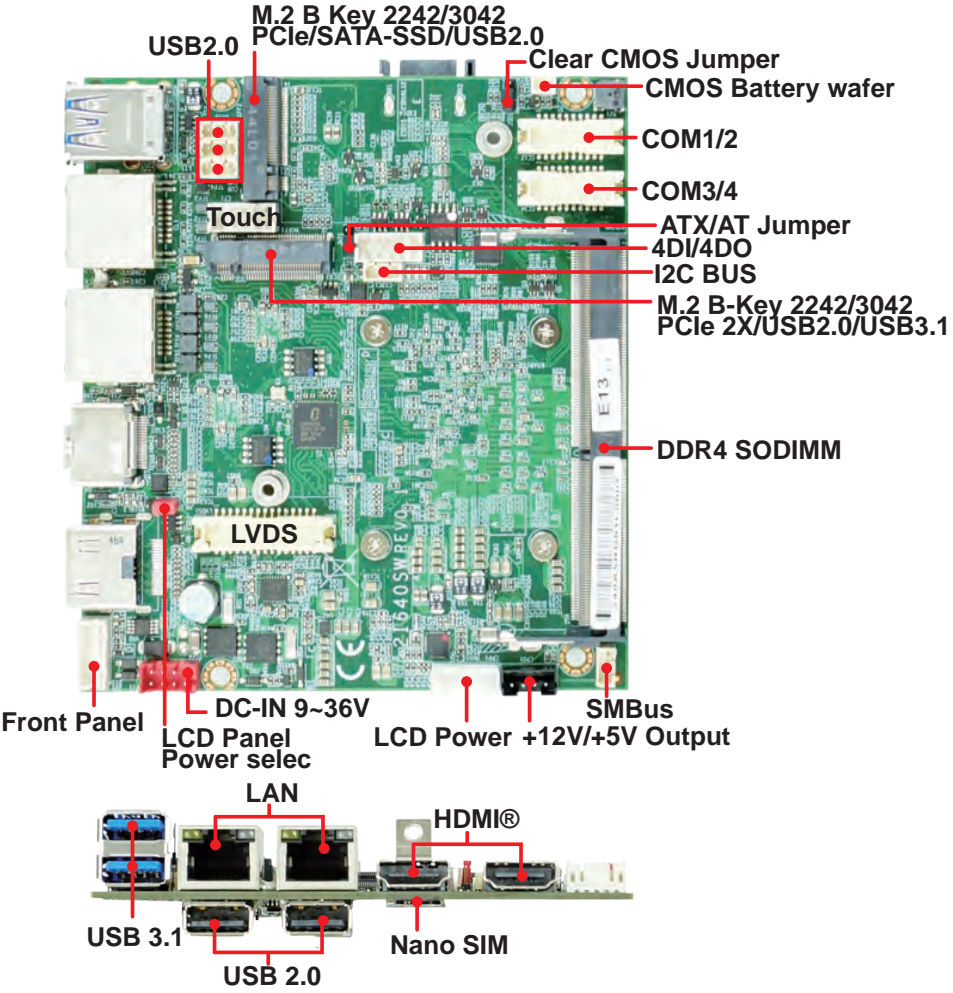 M.2 B Key 2242/3042
PCIe/SATA-SSD/USB2.0
USB2.0
Clear CMOS Jumper
CMOS Battery wafer
COM1/2
COM3/4
Touch
ATX/AT Jumper
4DI/4DO
I2C BUS
M.2 B-Key 2242/3042
PCIe 2X/USB2.0/USB3.1
E13
DDR4 SODIMM
LVDS
CE
Front Panel
DC-IN 9~36V
LCD Panel
Power selec
LCD Power
+12V/+5V Output
SMBus
LAN
HDMI®
USB 3.1
Nano SIM
USB 2.0